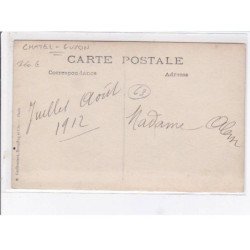 CHATEL-GUYON
CARTE POSTALE
Correspondance
Adresse
63
Juillet Août
1912
Madame